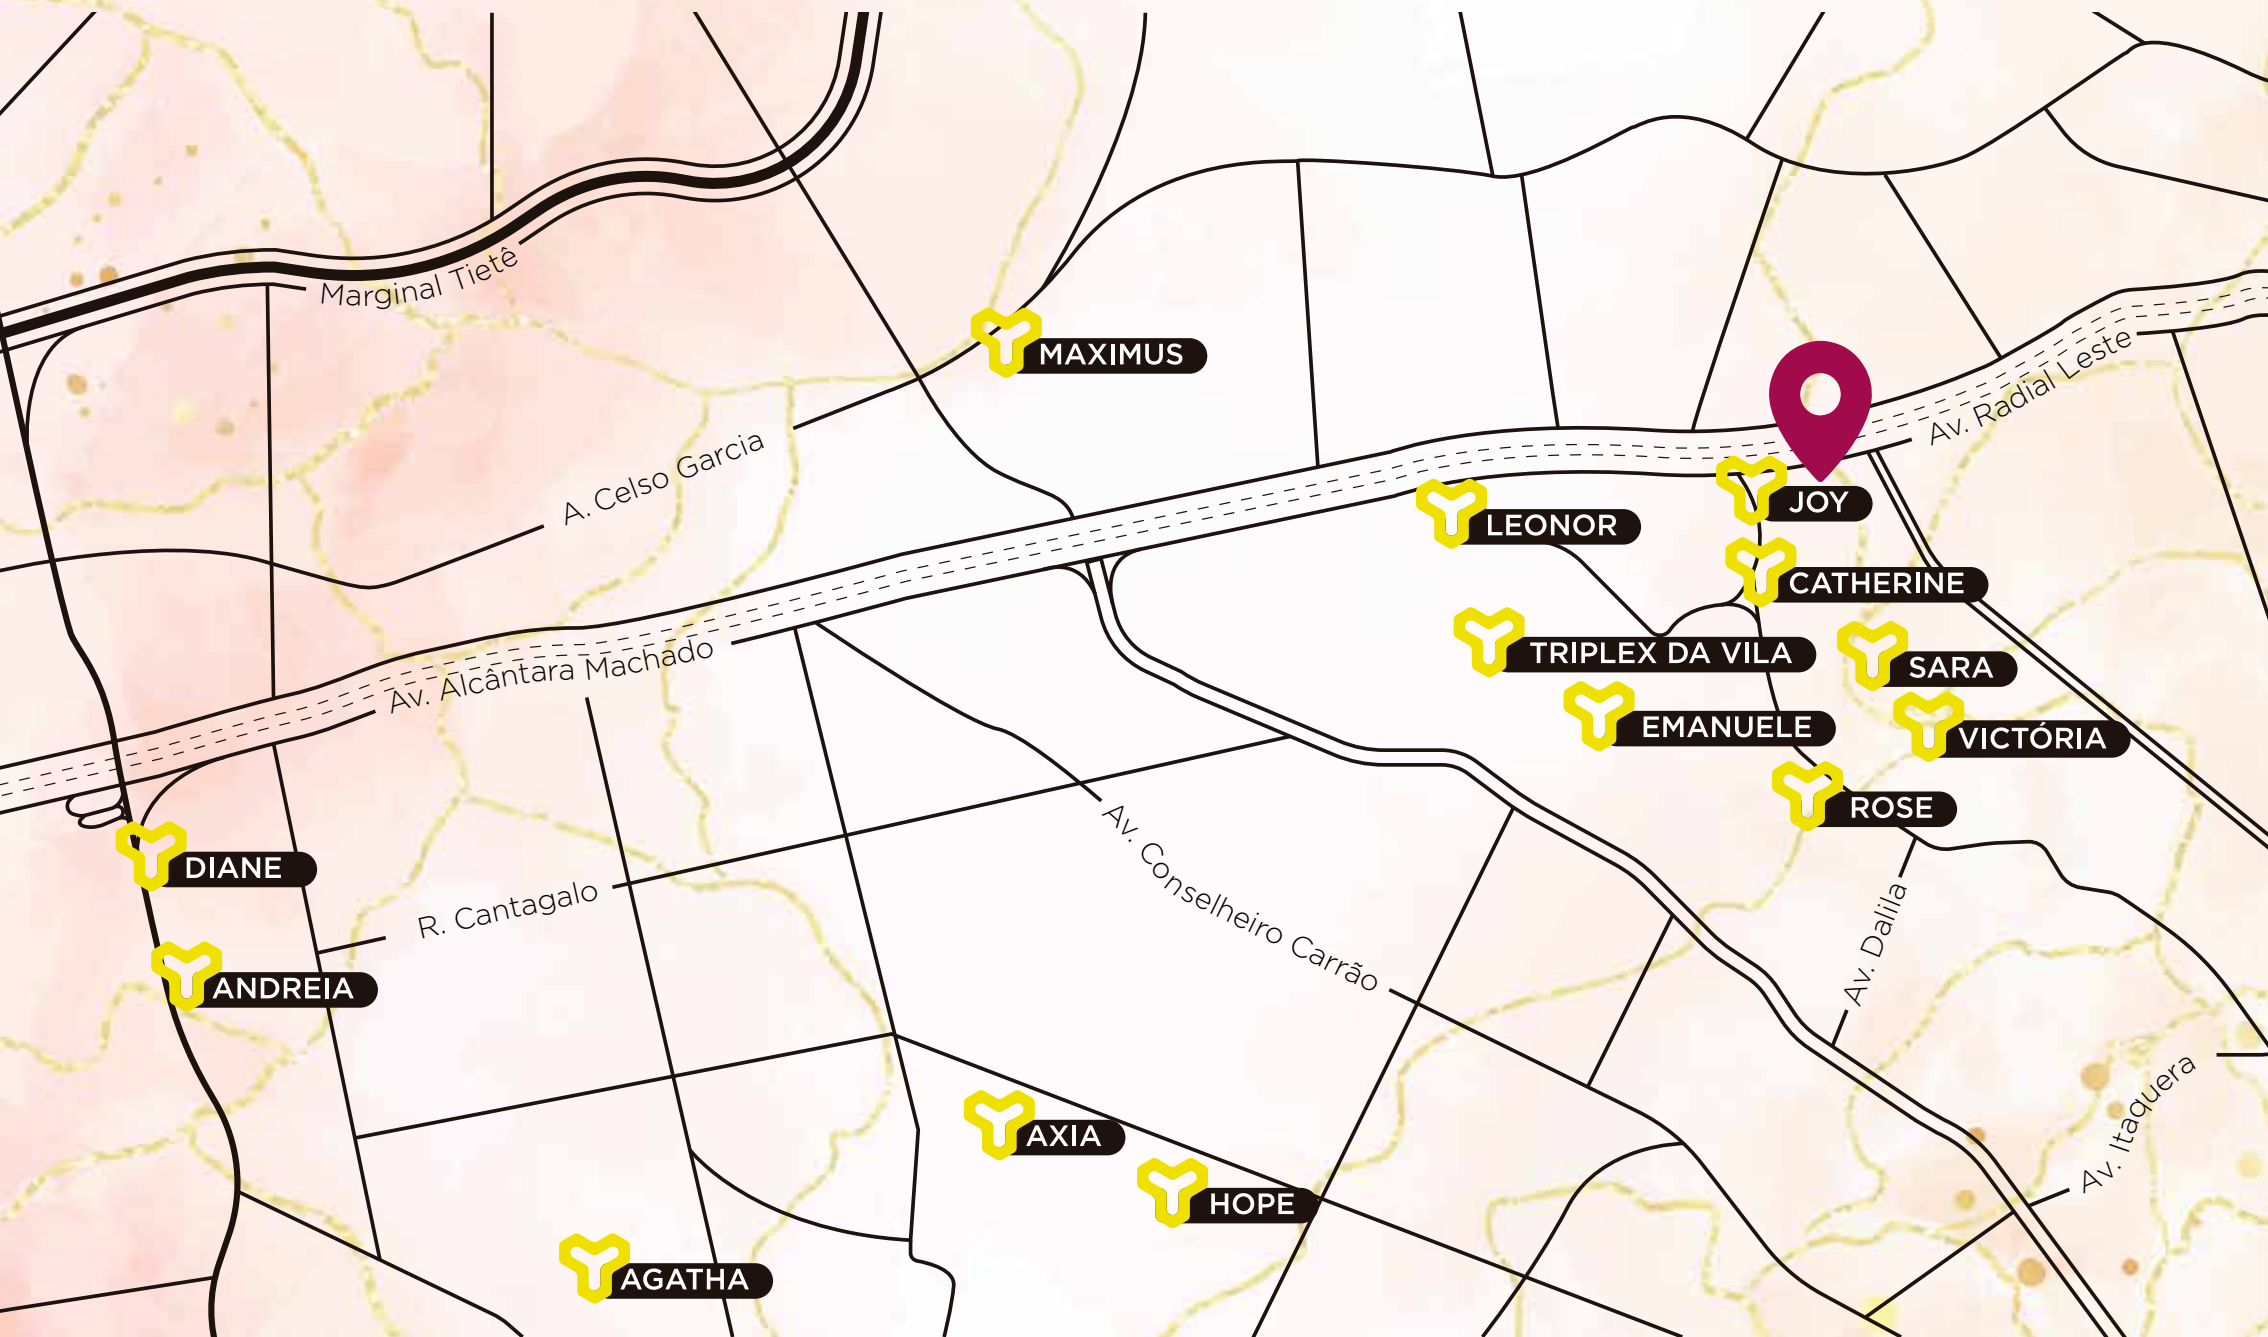 Marginal Tietê
MAXIMUS
Av. Radial Leste
A. Celso Garcia
JOY
LEONOR
CATHERINE
TRIPLEX DA VILA
SARA
Av. Alcântara Machado
EMANUELE
VICTÓRIA
ROSE
DIANE
R. Cantagalo
Av. Conselheiro Carrão
Av. Dalila
ANDREIA
Av. Itaquera
AXIA
HOPE
AGATHA